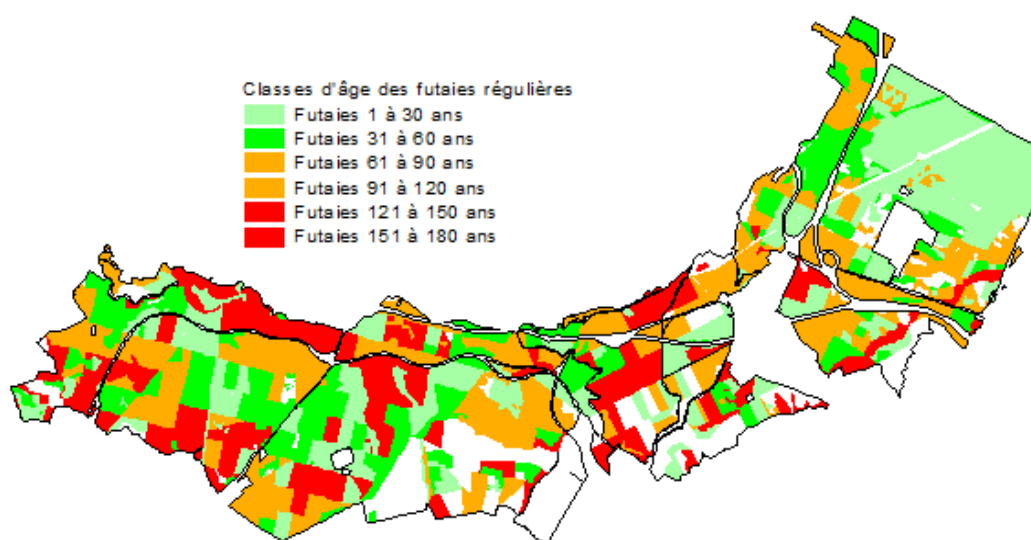 Classes d'âge des futaies régulières
Futaies 1 à 30 ans
Futaies 31 à 60 ans
Futaies 61 à 90 ans
Futaies 91 à 120 ans
Futaies 121 à 150 ans
Futaies 151 à 180 ans